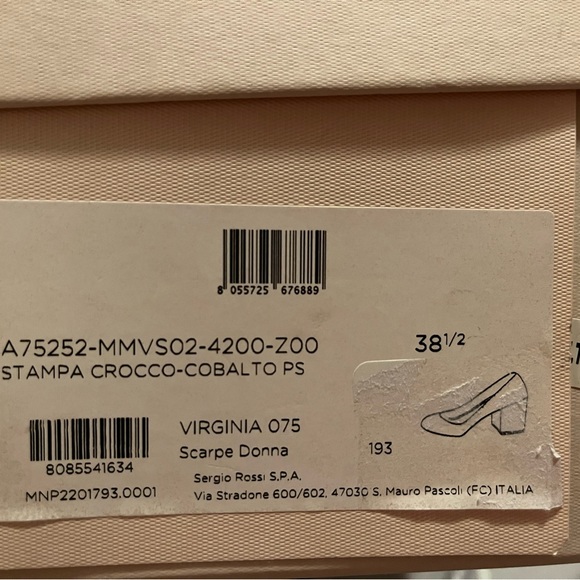 8 055725 676889
A75252-MMVS02-4200-Z00
38 1/2
STAMPA CROCCO-COBALTO PS
VIRGINIA 075
Scarpe Donna
193
8085541634
Sergio Rossi S.P.A.
MNP2201793.0001
Via Stradone 600/602, 47030 S. Mauro Pascoli (FC) ITALIA